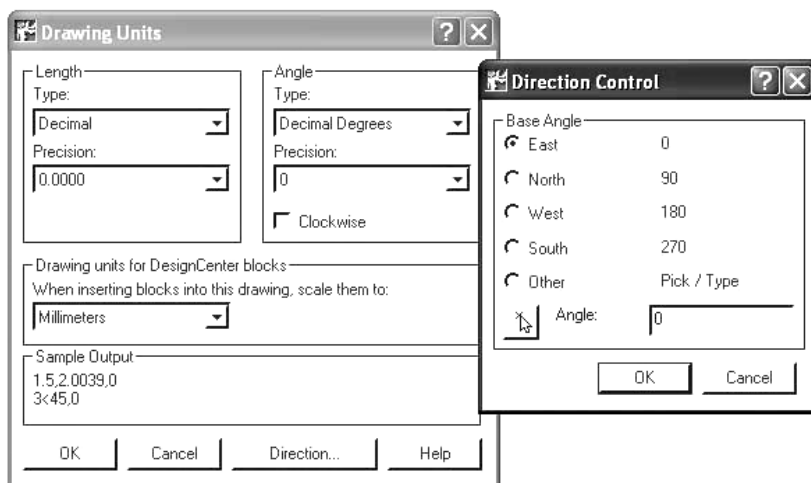 Drawing Units
Length
Type:
Decimal
Precision:
0.0000
Angle
Type:
Decimal Degrees
Precision:
0
Clockwise
Drawing units for DesignCenter blocks
When inserting blocks into this drawing, scale them to:
Millimeters
Sample Output
1.5,2.0039,0
3<45,0
OK Cancel Direction... Help
Direction Control
Base Angle
East 0
North 90
West 180
South 270
Other Pick / Type
Angle: 0
OK Cancel